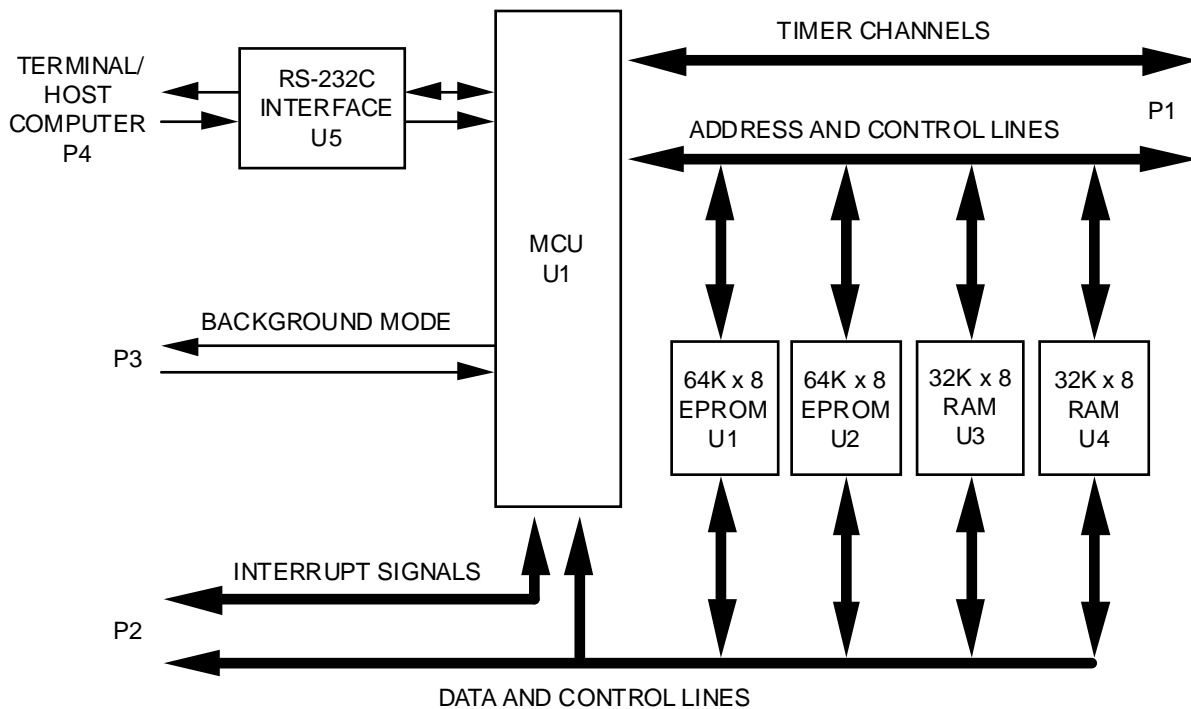 TERMINAL/
HOST
COMPUTER
P4
RS-232C
INTERFACE
U5
MCU
U1
TIMER CHANNELS
P1
ADDRESS AND CONTROL LINES
BACKGROUND MODE
P3
64K x 8
EPROM
U1
64K x 8
EPROM
U2
32K x 8
RAM
U3
32K x 8
RAM
U4
INTERRUPT SIGNALS
P2
DATA AND CONTROL LINES